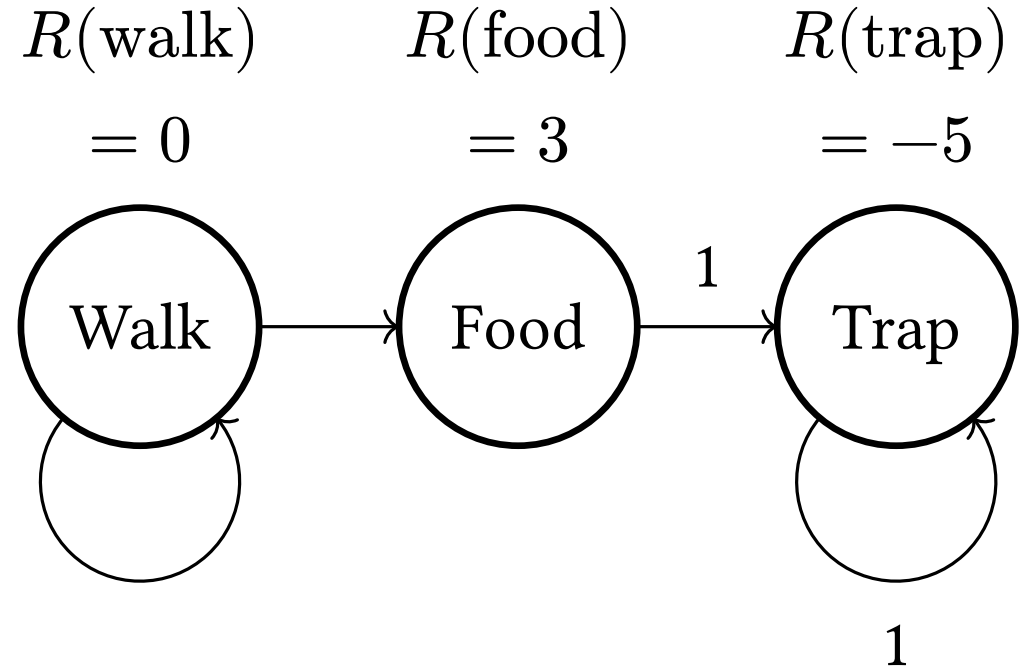 R(walk) R(food) R(trap)
= 0 = 3 = −5
1
Walk Food Trap
1